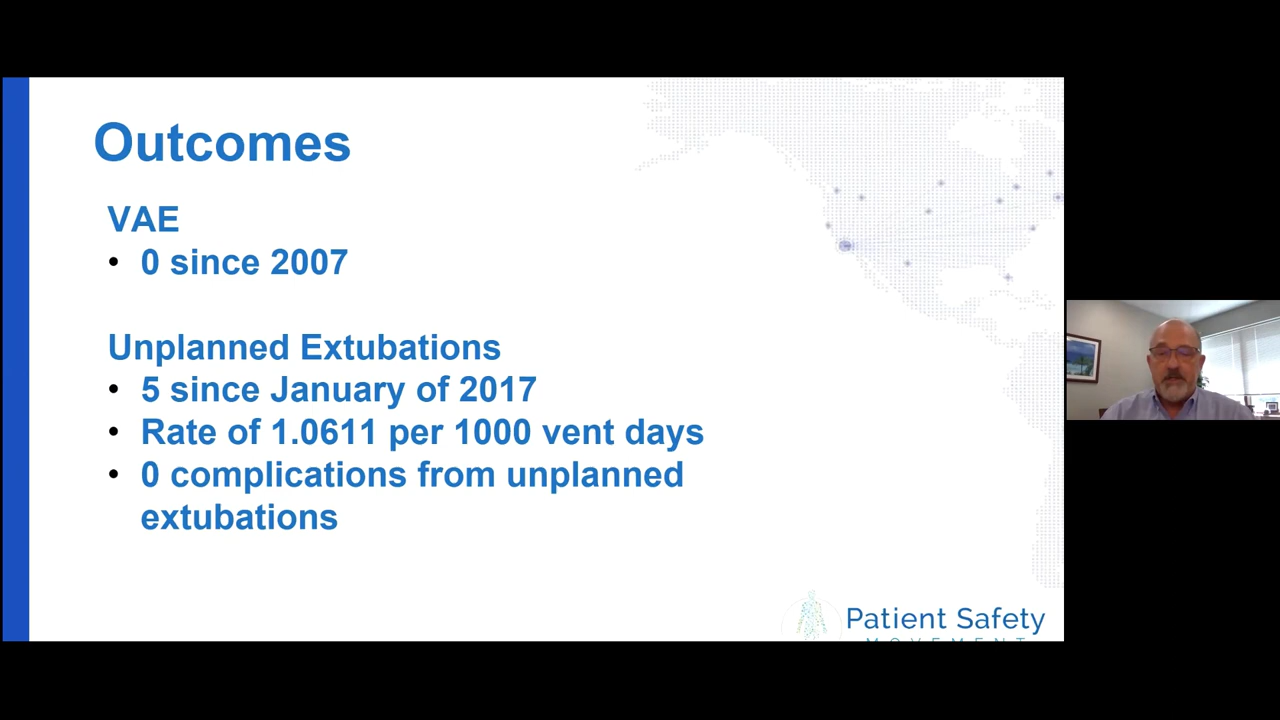 Outcomes
VAE
• 0 since 2007
Unplanned Extubations
• 5 since January of 2017
• Rate of 1.0611 per 1000 vent days
• 0 complications from unplanned
extubations
Patient Safety
MOVEMENT